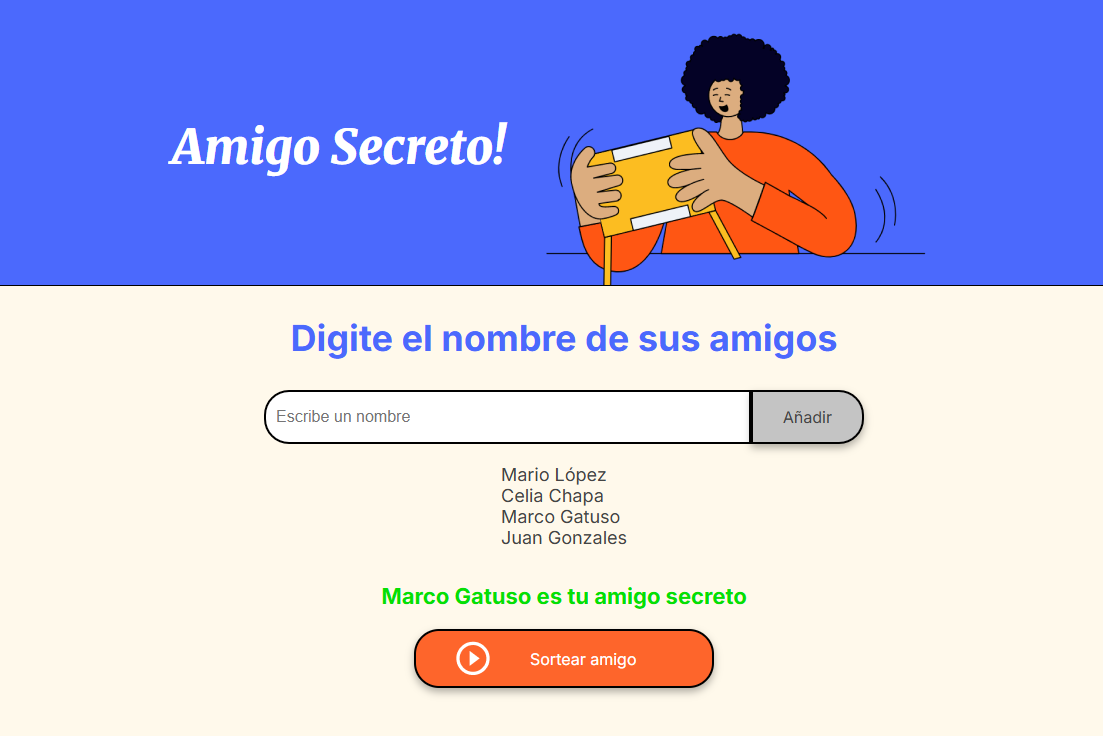 Amigo Secreto!
Digite el nombre de sus amigos
Escribe un nombre
Añadir
Mario López
Celia Chapa
Marco Gatuso
Juan Gonzales
Marco Gatuso es tu amigo secreto
Sortear amigo